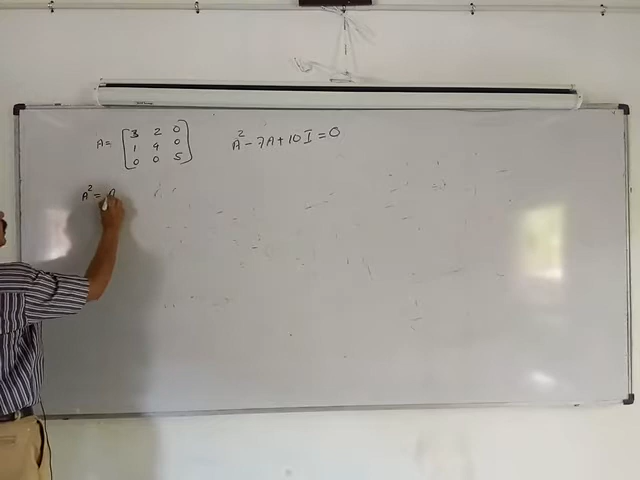 A = [3 2 0
1 4 0
0 0 5]
A² - 7A + 10I = 0
A² = A